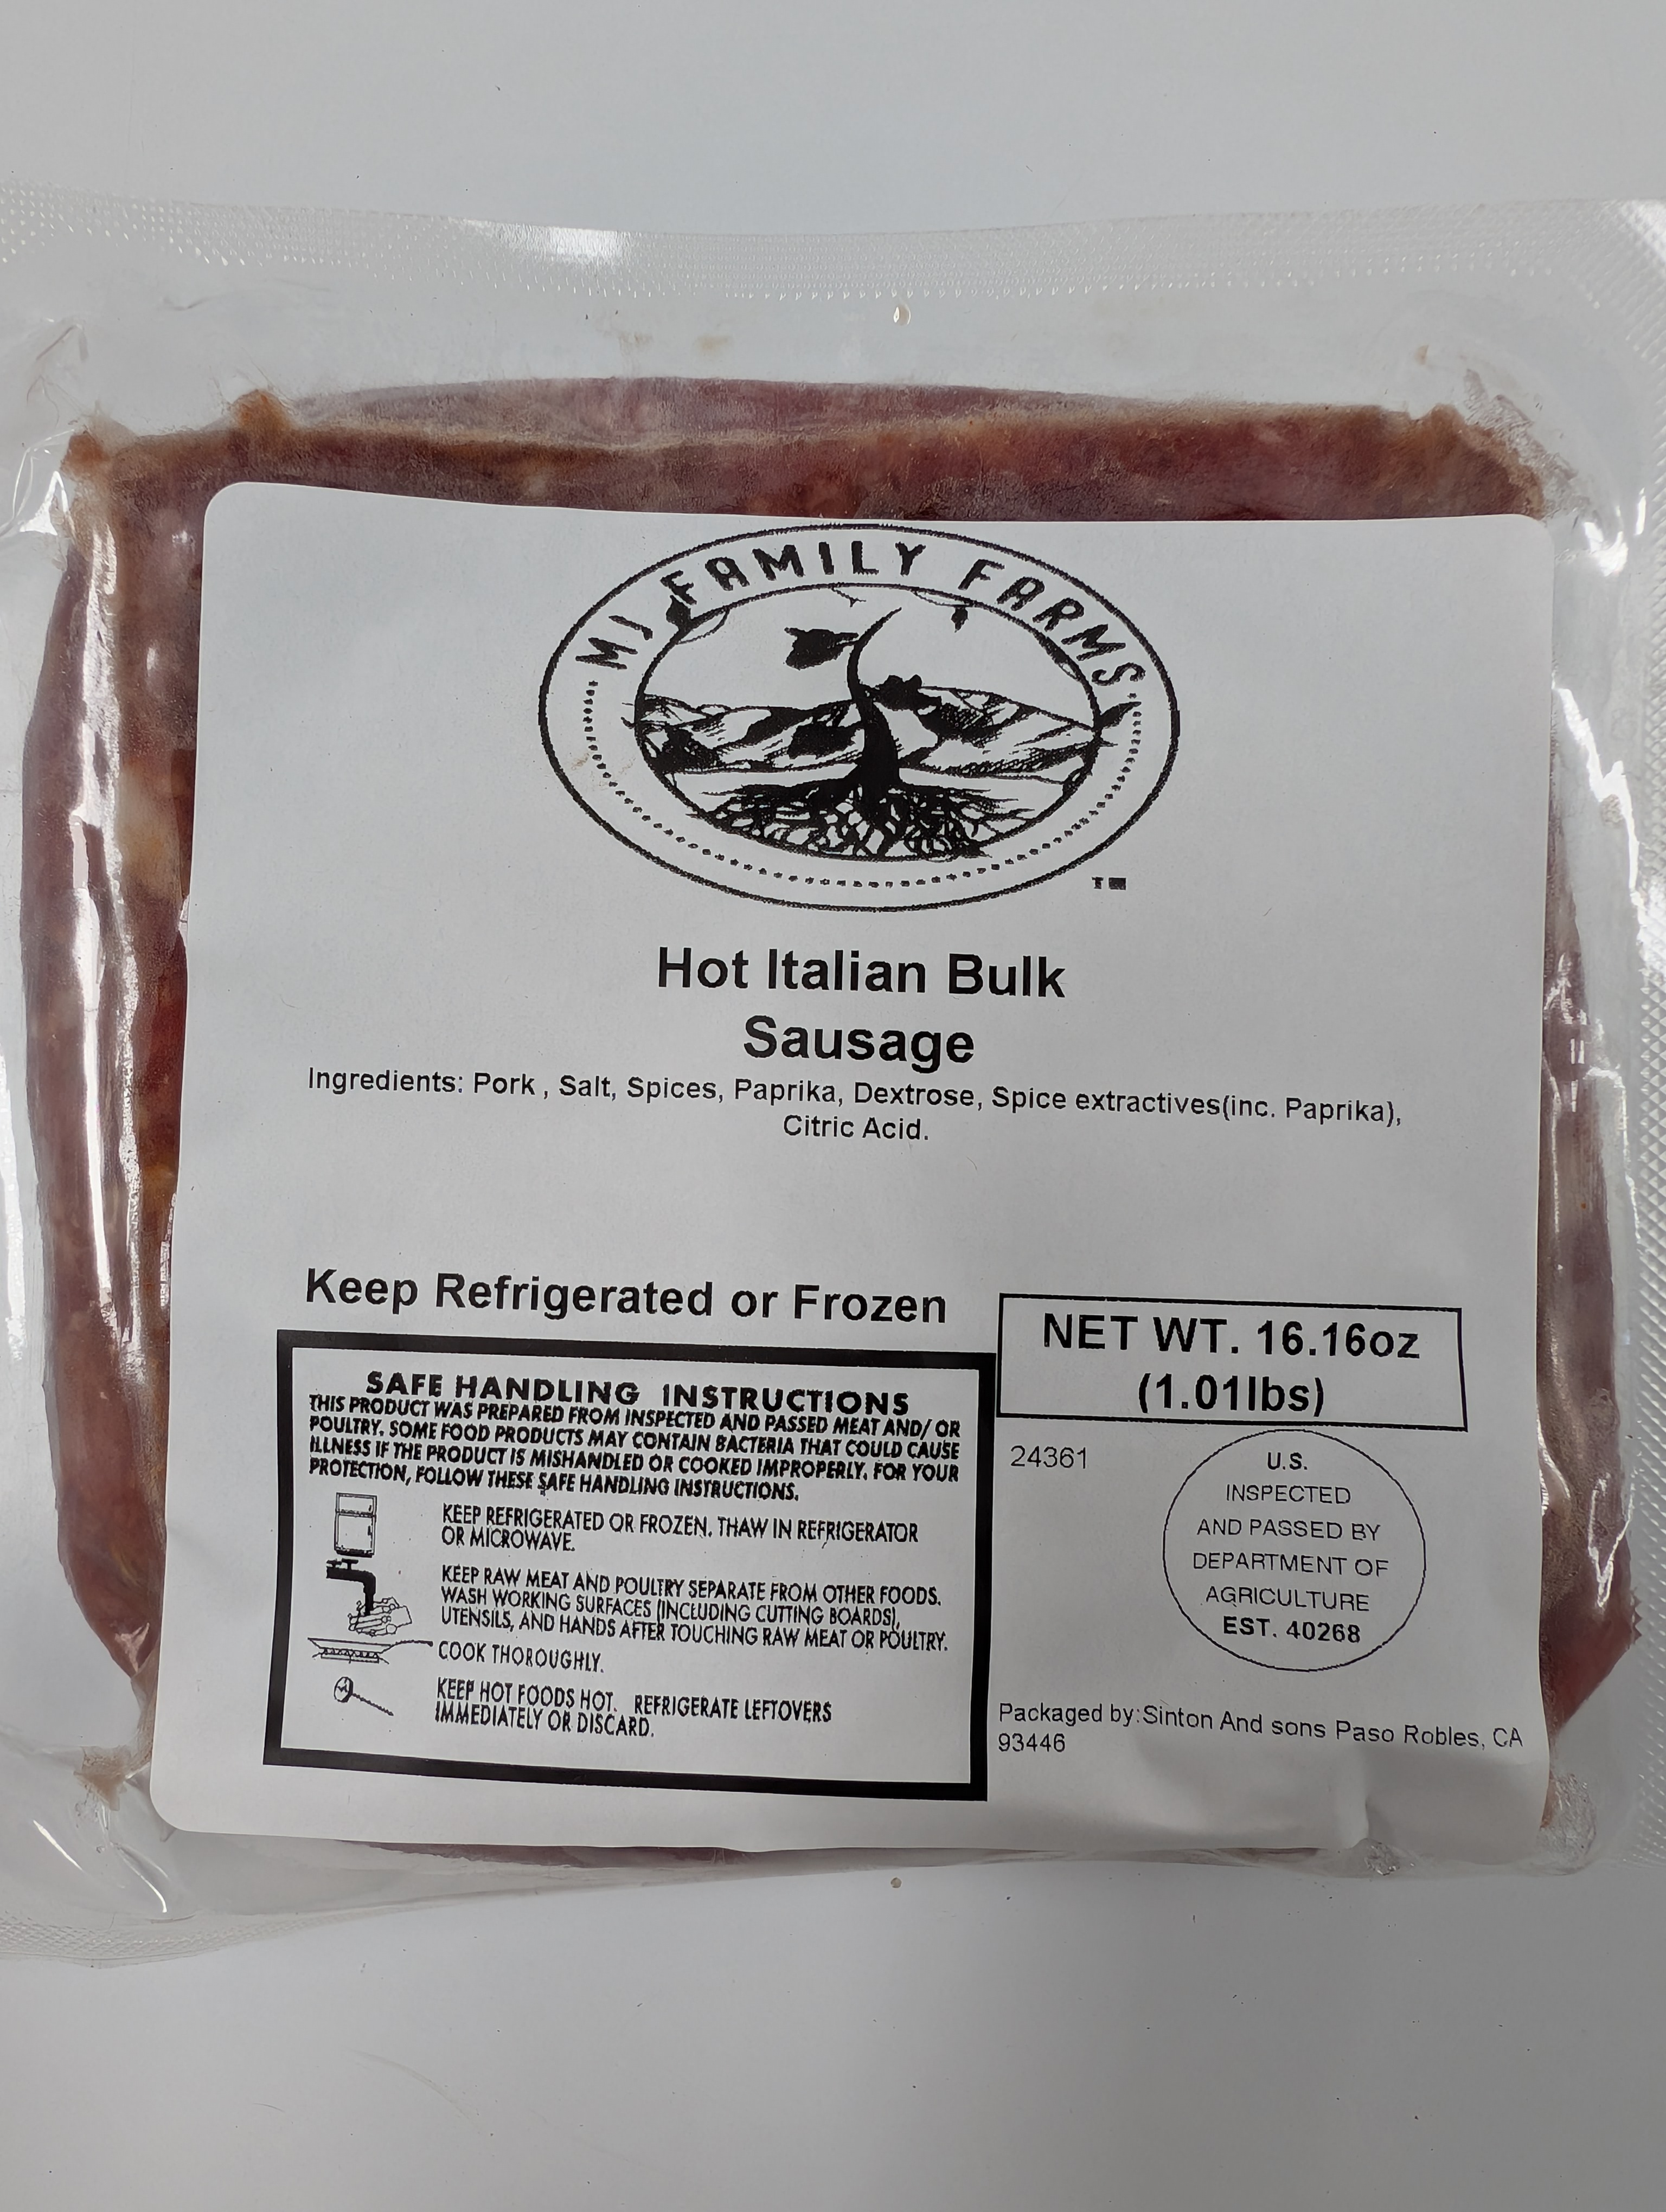 MJ FAMILY FARMS
TM
Hot Italian Bulk
Sausage
Ingredients: Pork , Salt, Spices, Paprika, Dextrose, Spice extractives(inc. Paprika),
Citric Acid.
Keep Refrigerated or Frozen
SAFE HANDLING INSTRUCTIONS
THIS PRODUCT WAS PREPARED FROM INSPECTED AND PASSED MEAT AND/ OR
POULTRY. SOME FOOD PRODUCTS MAY CONTAIN BACTERIA THAT COULD CAUSE
ILLNESS IF THE PRODUCT IS MISHANDLED OR COOKED IMPROPERLY. FOR YOUR
PROTECTION, FOLLOW THESE SAFE HANDLING INSTRUCTIONS.
KEEP REFRIGERATED OR FROZEN. THAW IN REFRIGERATOR
OR MICROWAVE.
KEEP RAW MEAT AND POULTRY SEPARATE FROM OTHER FOODS.
WASH WORKING SURFACES (INCLUDING CUTTING BOARDS),
UTENSILS, AND HANDS AFTER TOUCHING RAW MEAT OR POULTRY.
COOK THOROUGHLY.
KEEP HOT FOODS HOT. REFRIGERATE LEFTOVERS
IMMEDIATELY OR DISCARD.
NET WT. 16.16oz
(1.01lbs)
24361
U.S.
INSPECTED
AND PASSED BY
DEPARTMENT OF
AGRICULTURE
EST. 40268
Packaged by:Sinton And sons Paso Robles, CA
93446